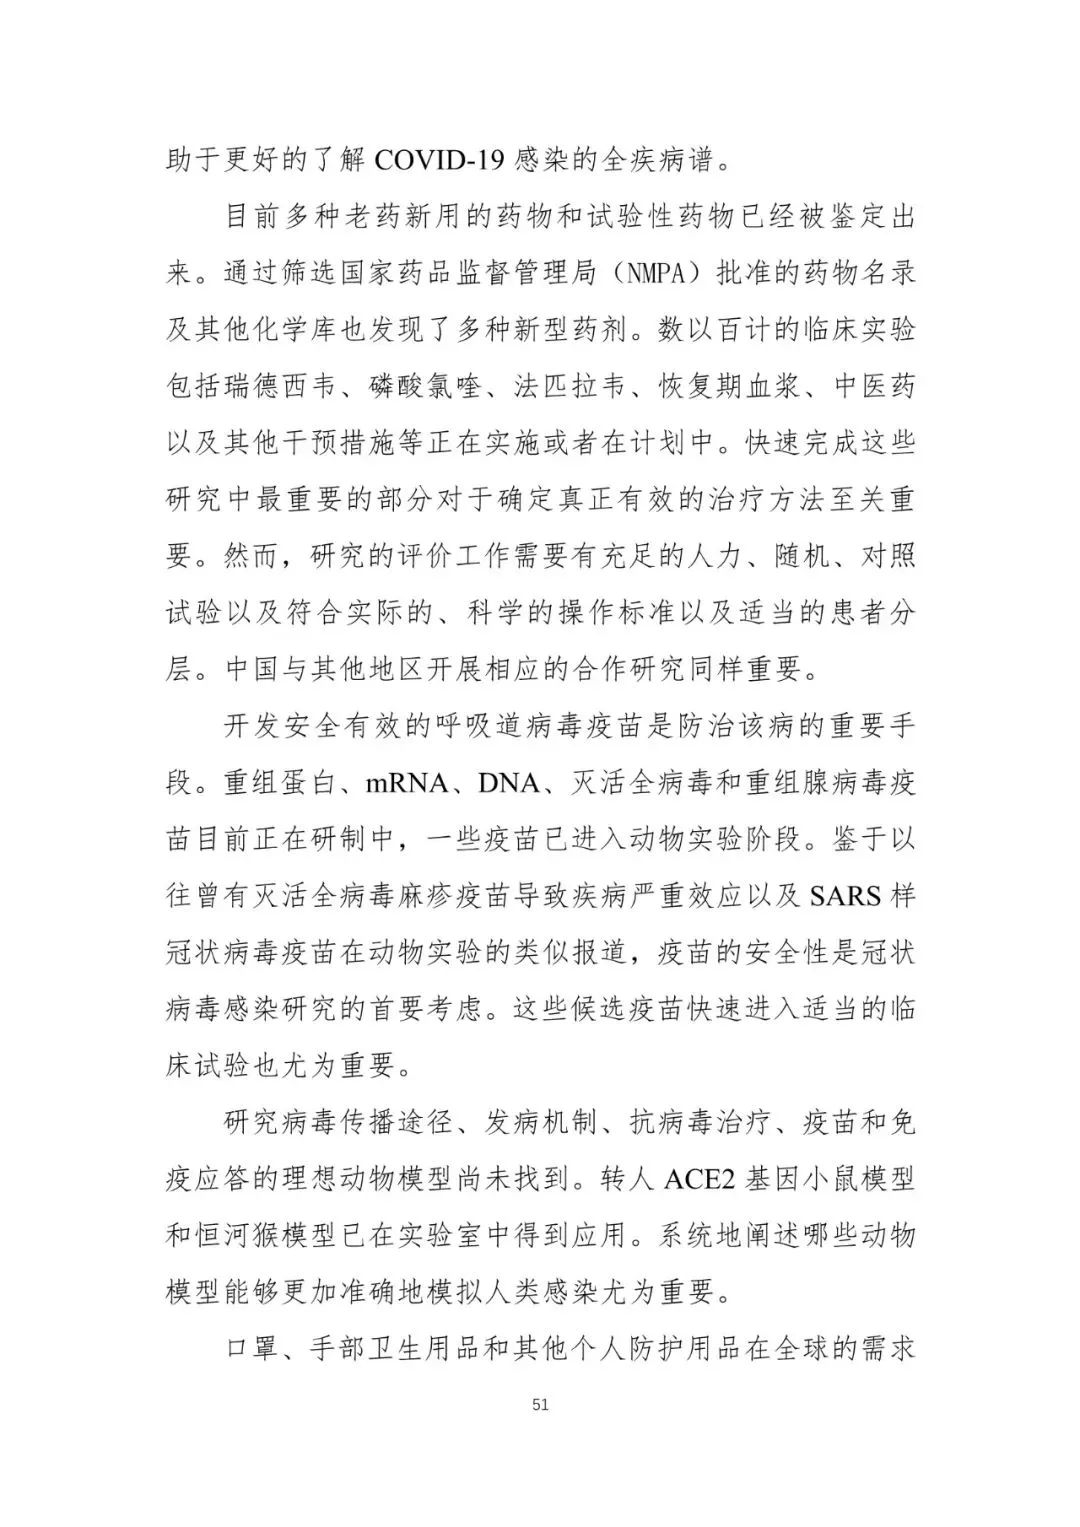 助于更好的了解 COVID-19 感染的全疾病谱。
目前多种老药新用的药物和试验性药物已经被鉴定出
来。通过筛选国家药品监督管理局（NMPA）批准的药物名录
及其他化学库也发现了多种新型药剂。数以百计的临床实验
包括瑞德西韦、磷酸氯喹、法匹拉韦、恢复期血浆、中医药
以及其他干预措施等正在实施或者在计划中。快速完成这些
研究中最重要的部分对于确定真正有效的治疗方法至关重
要。然而，研究的评价工作需要有充足的人力、随机、对照
试验以及符合实际的、科学的操作标准以及适当的患者分
层。中国与其他地区开展相应的合作研究同样重要。
开发安全有效的呼吸道病毒疫苗是防治该病的重要手
段。重组蛋白、mRNA、DNA、灭活全病毒和重组腺病毒疫
苗目前正在研制中，一些疫苗已进入动物实验阶段。鉴于以
往曾有灭活全病毒麻疹疫苗导致疾病严重效应以及 SARS 样
冠状病毒疫苗在动物实验的类似报道，疫苗的安全性是冠状
病毒感染研究的首要考虑。这些候选疫苗快速进入适当的临
床试验也尤为重要。
研究病毒传播途径、发病机制、抗病毒治疗、疫苗和免
疫应答的理想动物模型尚未找到。转人 ACE2 基因小鼠模型
和恒河猴模型已在实验室中得到应用。系统地阐述哪些动物
模型能够更加准确地模拟人类感染尤为重要。
口罩、手部卫生用品和其他个人防护用品在全球的需求
51